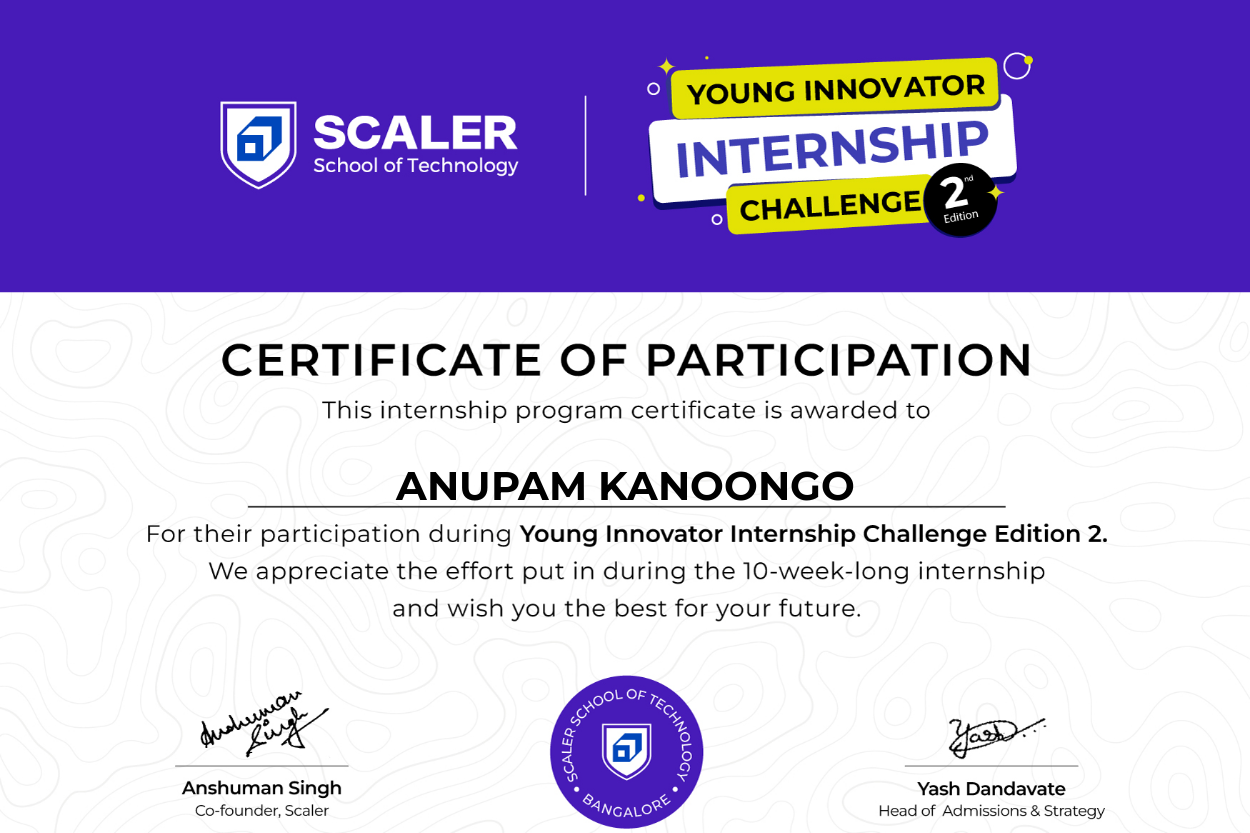 SCALER
School of Technology
YOUNG INNOVATOR
INTERNSHIP
CHALLENGE
2nd
Edition
CERTIFICATE OF PARTICIPATION
This internship program certificate is awarded to
ANUPAM KANOONGO
For their participation during Young Innovator Internship Challenge Edition 2.
We appreciate the effort put in during the 10-week-long internship
and wish you the best for your future.
Anshuman Singh
Anshuman Singh
Co-founder, Scaler
SCALER SCHOOL OF TECHNOLOGY
• BANGALORE •
Yash
Yash Dandavate
Head of Admissions & Strategy